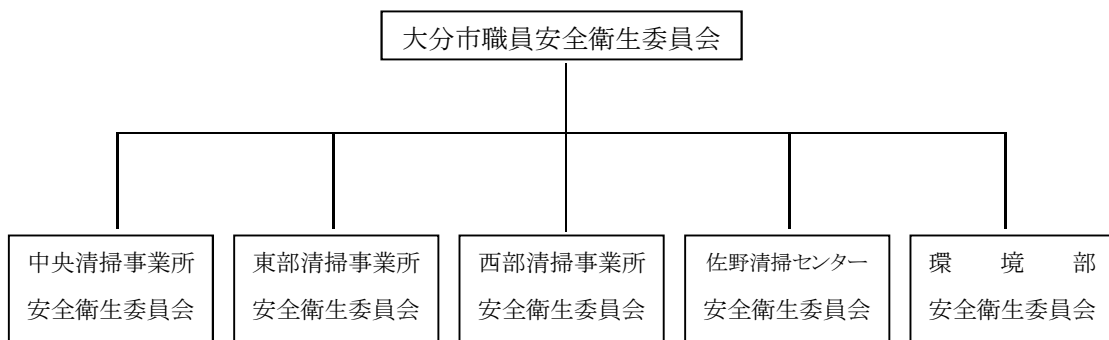 大分市職員安全衛生委員会
中央清掃事業所
安全衛生委員会
東部清掃事業所
安全衛生委員会
西部清掃事業所
安全衛生委員会
佐野清掃センター
安全衛生委員会
環　境　部
安全衛生委員会